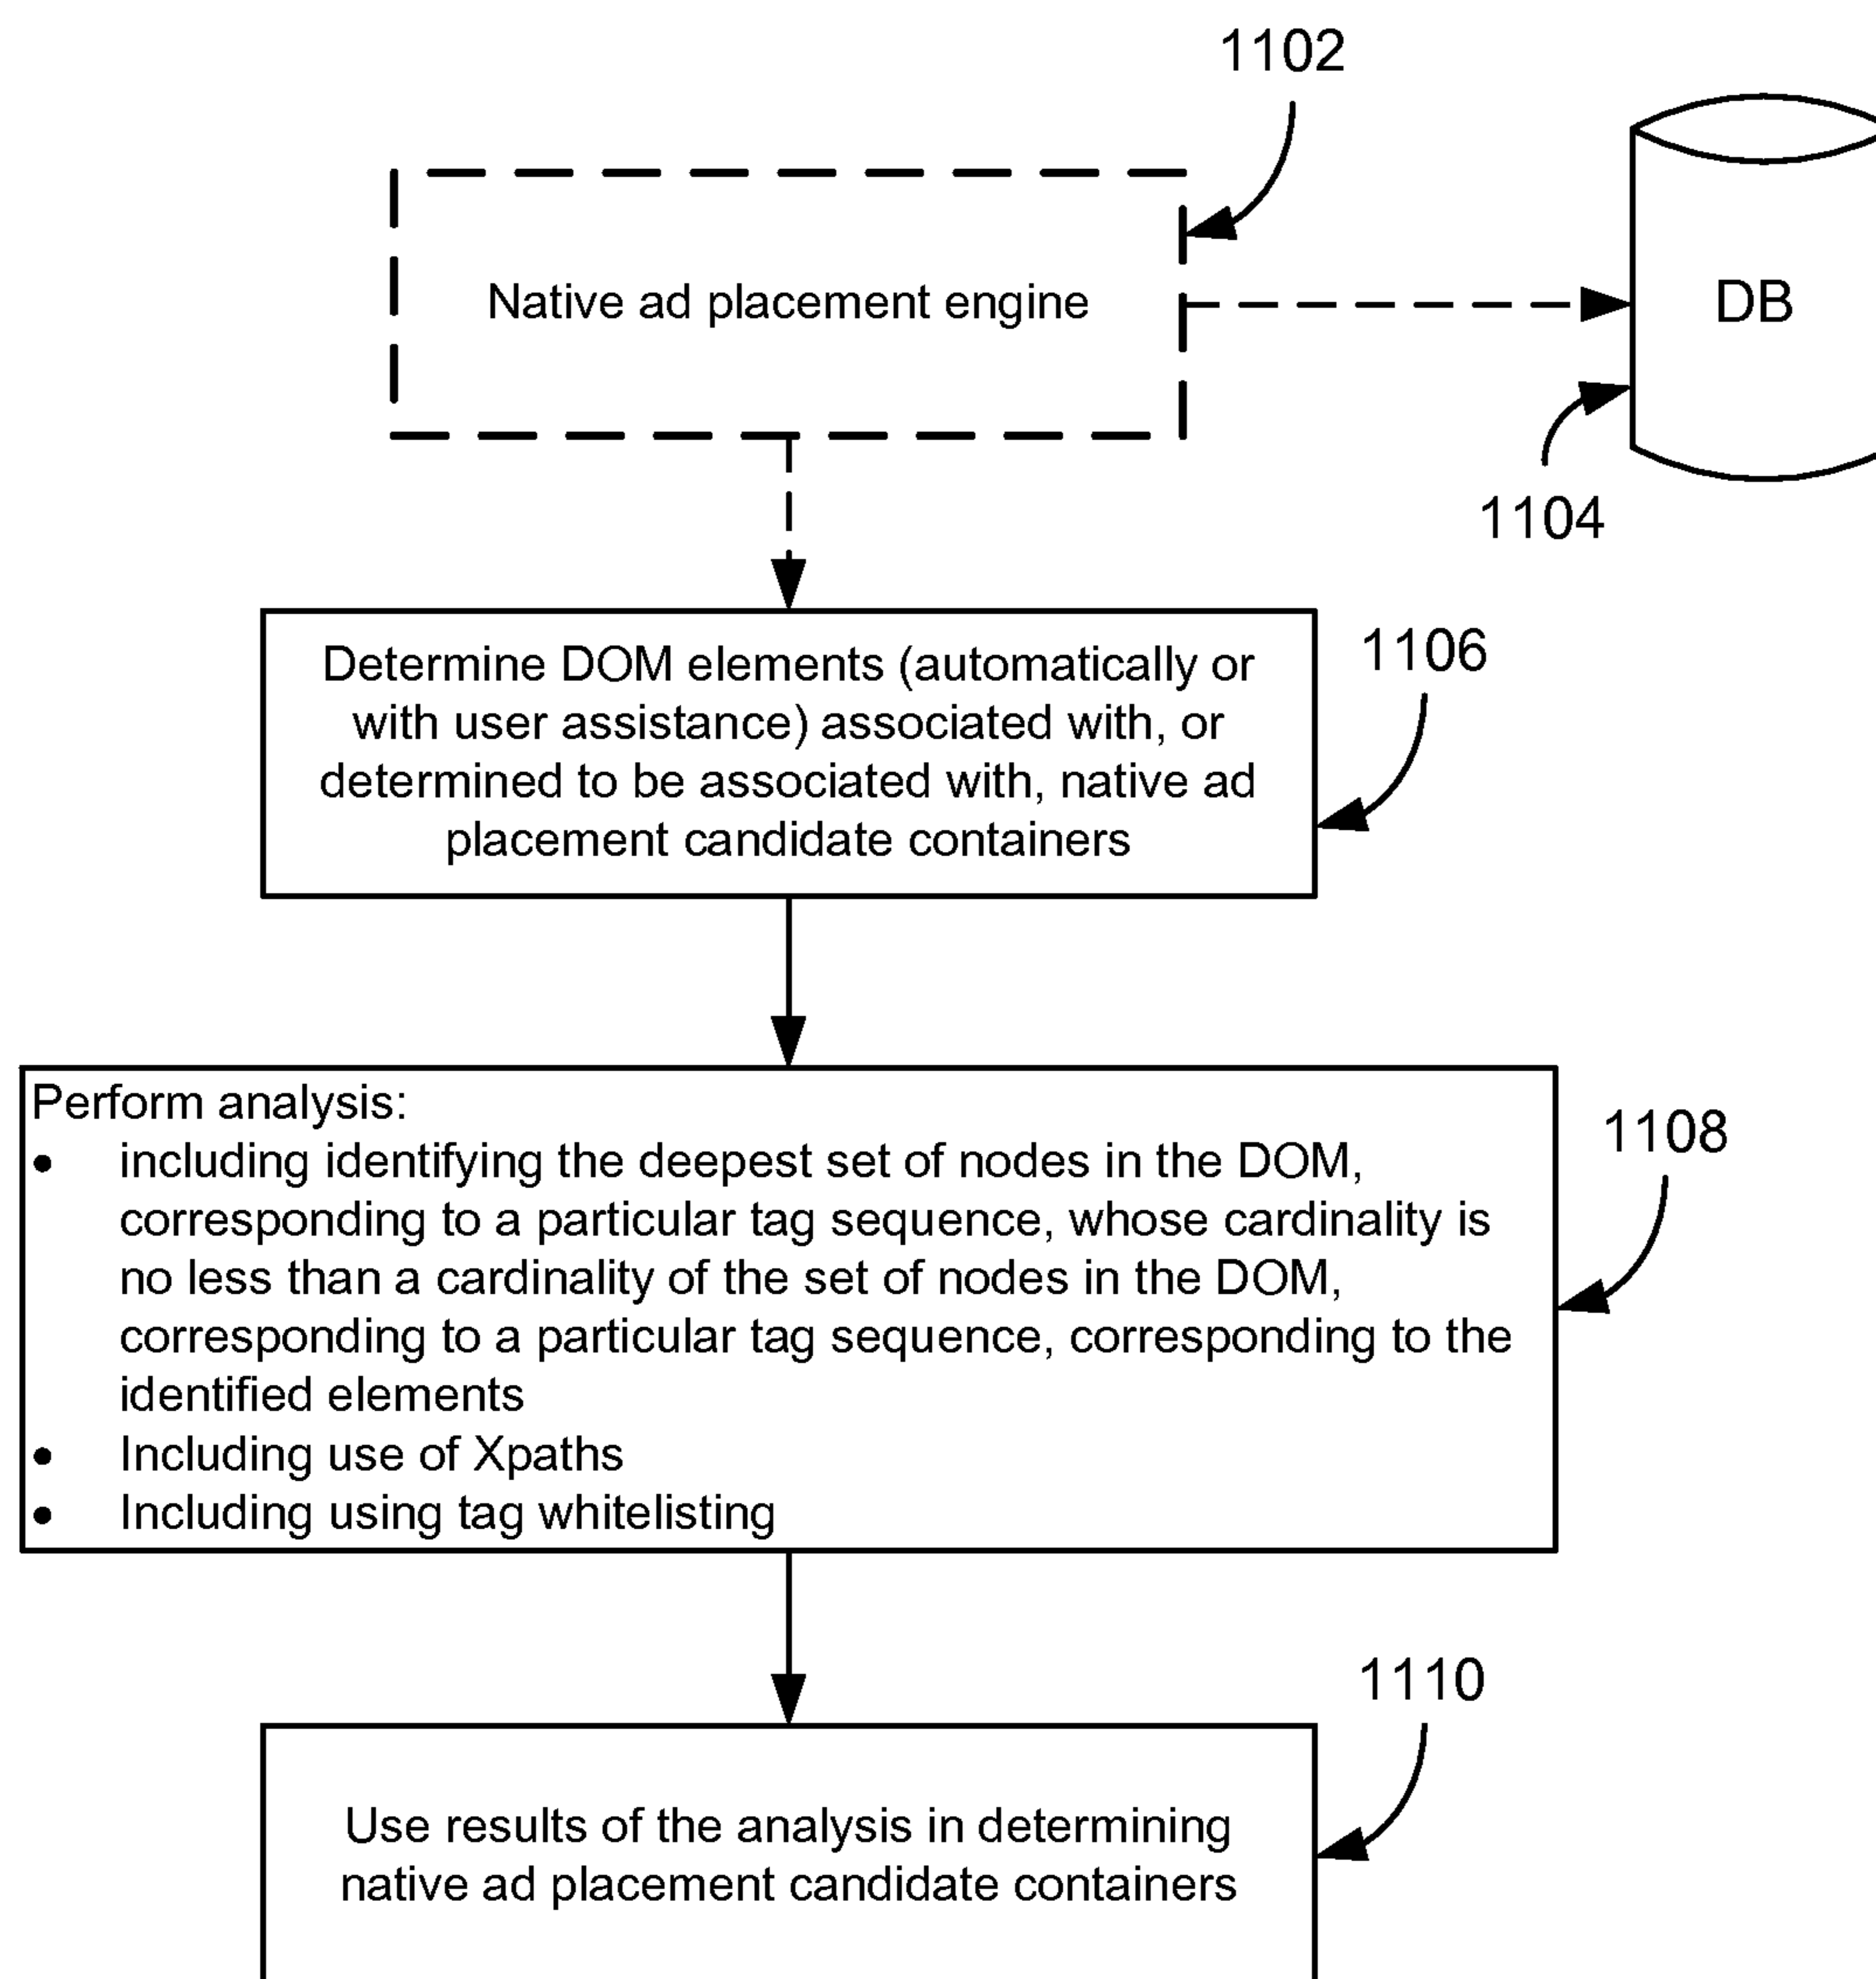 1102
Native ad placement engine
DB
1104
Determine DOM elements (automatically or
with user assistance) associated with, or
determined to be associated with, native ad
placement candidate containers
1106
Perform analysis:
• including identifying the deepest set of nodes in the DOM,
corresponding to a particular tag sequence, whose cardinality is
no less than a cardinality of the set of nodes in the DOM,
corresponding to a particular tag sequence, corresponding to the
identified elements
• Including use of Xpaths
• Including using tag whitelisting
1108
1110
Use results of the analysis in determining
native ad placement candidate containers